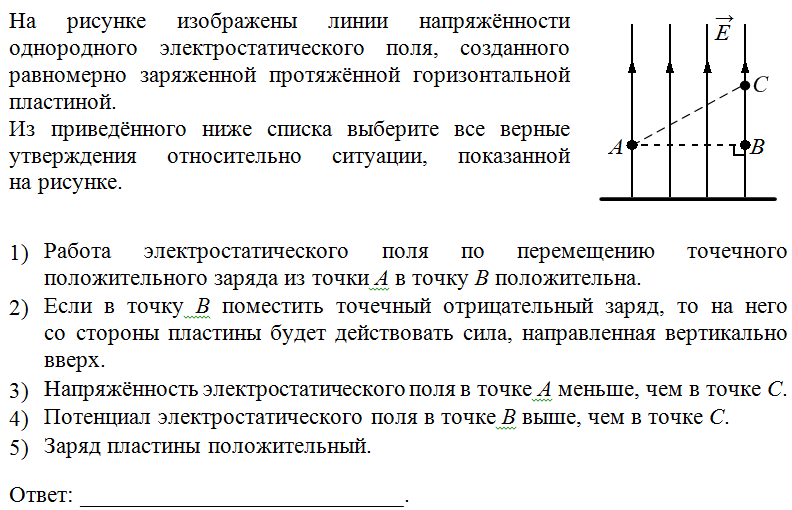 На рисунке изображены линии напряжённости
однородного электростатического поля, созданного
равномерно заряженной протяжённой горизонтальной
пластиной.
Из приведённого ниже списка выберите все верные
утверждения относительно ситуации, показанной
на рисунке.
E
C
A
B
1) Работа электростатического поля по перемещению точечного
положительного заряда из точки A в точку B положительна.
2) Если в точку B поместить точечный отрицательный заряд, то на него
со стороны пластины будет действовать сила, направленная вертикально
вверх.
3) Напряжённость электростатического поля в точке A меньше, чем в точке C.
4) Потенциал электростатического поля в точке B выше, чем в точке C.
5) Заряд пластины положительный.
Ответ: ___________________________.